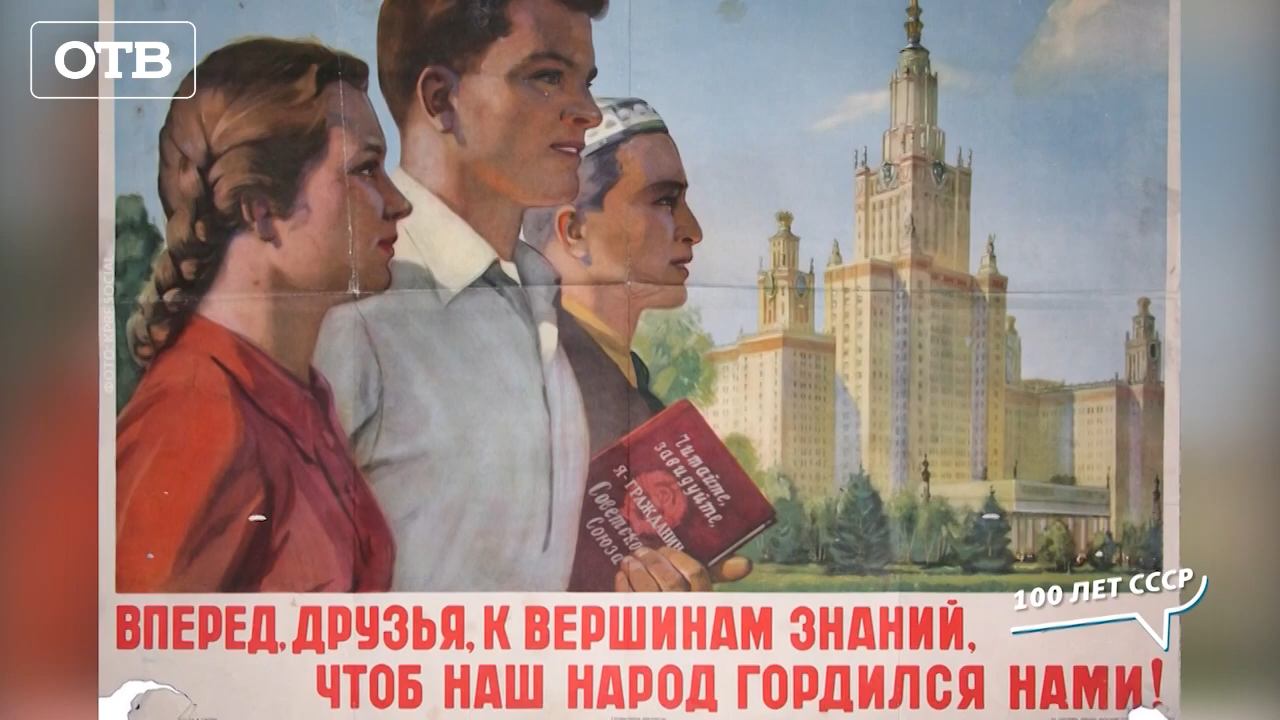 ОТВ
ФОТО: KPRF.SOCIAL
Читайте,
завидуйте,
Я-ГРАЖДАНИН
Советского
Союза
100 ЛЕТ СССР
ВПЕРЕД, ДРУЗЬЯ, К ВЕРШИНАМ ЗНАНИЙ,
ЧТОБ НАШ НАРОД ГОРДИЛСЯ НАМИ!